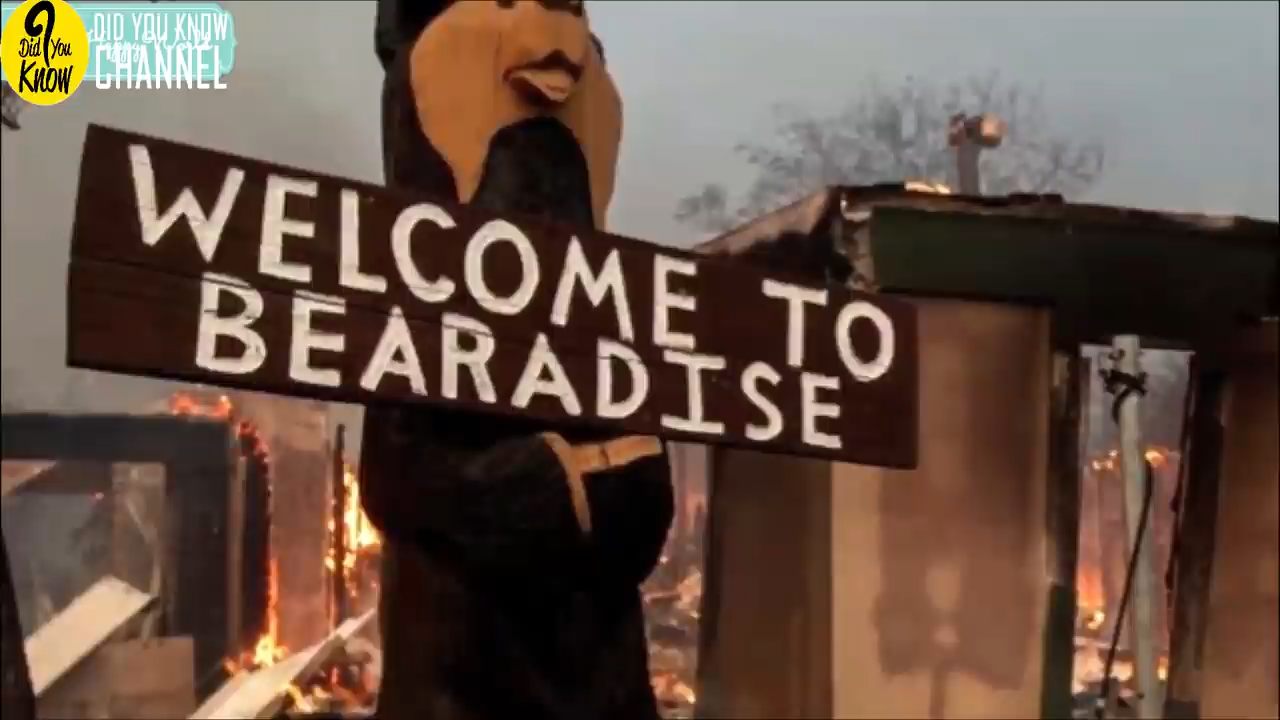 Did You Know
DID YOU KNOW
CHANNEL
WELCOME TO
BEARADISE